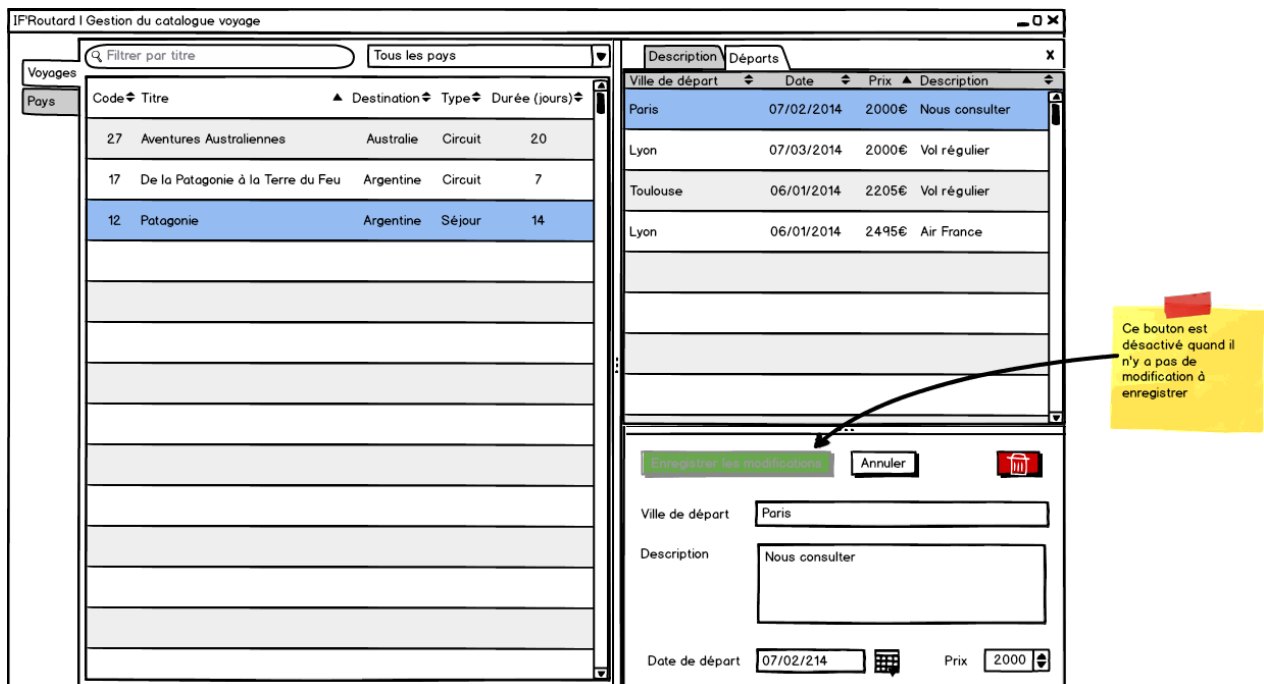 IF'Routard | Gestion du catalogue voyage
Voyages
Pays
Filtrer par titre
Tous les pays
Code Titre Destination Type Durée (jours)
27 Aventures Australiennes Australie Circuit 20
17 De la Patagonie à la Terre du Feu Argentine Circuit 7
12 Patagonie Argentine Séjour 14
Description Départs x
Ville de départ Date Prix Description
Paris 07/02/2014 2000€ Nous consulter
Lyon 07/03/2014 2000€ Vol régulier
Toulouse 06/01/2014 2205€ Vol régulier
Lyon 06/01/2014 2495€ Air France
Enregistrer les modifications Annuler
Ville de départ Paris
Description Nous consulter
Date de départ 07/02/214 Prix 2000
Ce bouton est
désactivé quand il
n'y a pas de
modification à
enregistrer